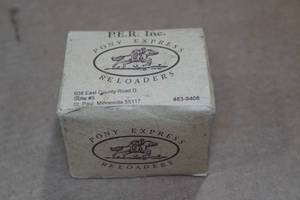 P.E.R. Inc.
PONY EXPRESS
RELOADERS
608 East County Road D
Suite #3
St. Paul, Minnesota 55117
483-9406
PONY EXPRESS
RELOADERS